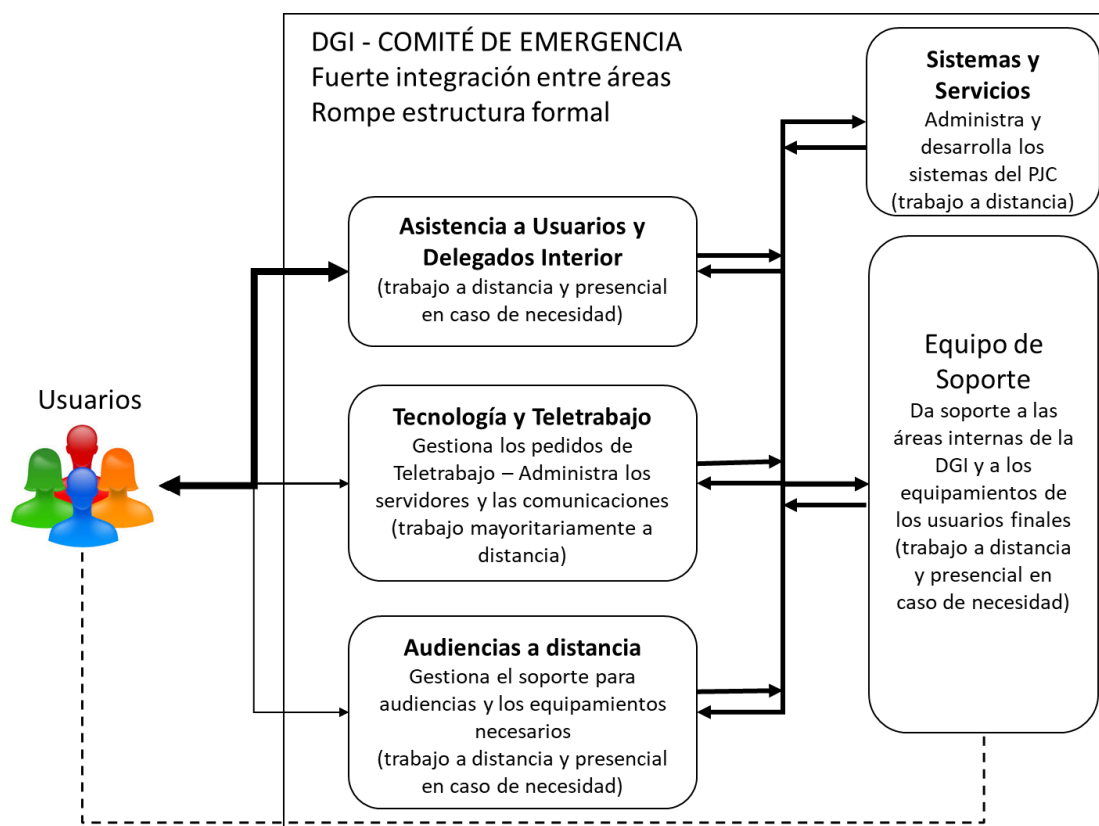 DGI - COMITÉ DE EMERGENCIA
Fuerte integración entre áreas
Rompe estructura formal
Sistemas y
Servicios
Administra y
desarrolla los
sistemas del PJC
(trabajo a distancia)
Asistencia a Usuarios y
Delegados Interior
(trabajo a distancia y presencial
en caso de necesidad)
Usuarios
Tecnología y Teletrabajo
Gestiona los pedidos de
Teletrabajo – Administra los
servidores y las comunicaciones
(trabajo mayoritariamente a
distancia)
Equipo de
Soporte
Da soporte a las
áreas internas de la
DGI y a los
equipamientos de
los usuarios finales
(trabajo a distancia
y presencial en
caso de necesidad)
Audiencias a distancia
Gestiona el soporte para
audiencias y los equipamientos
necesarios
(trabajo a distancia y presencial
en caso de necesidad)